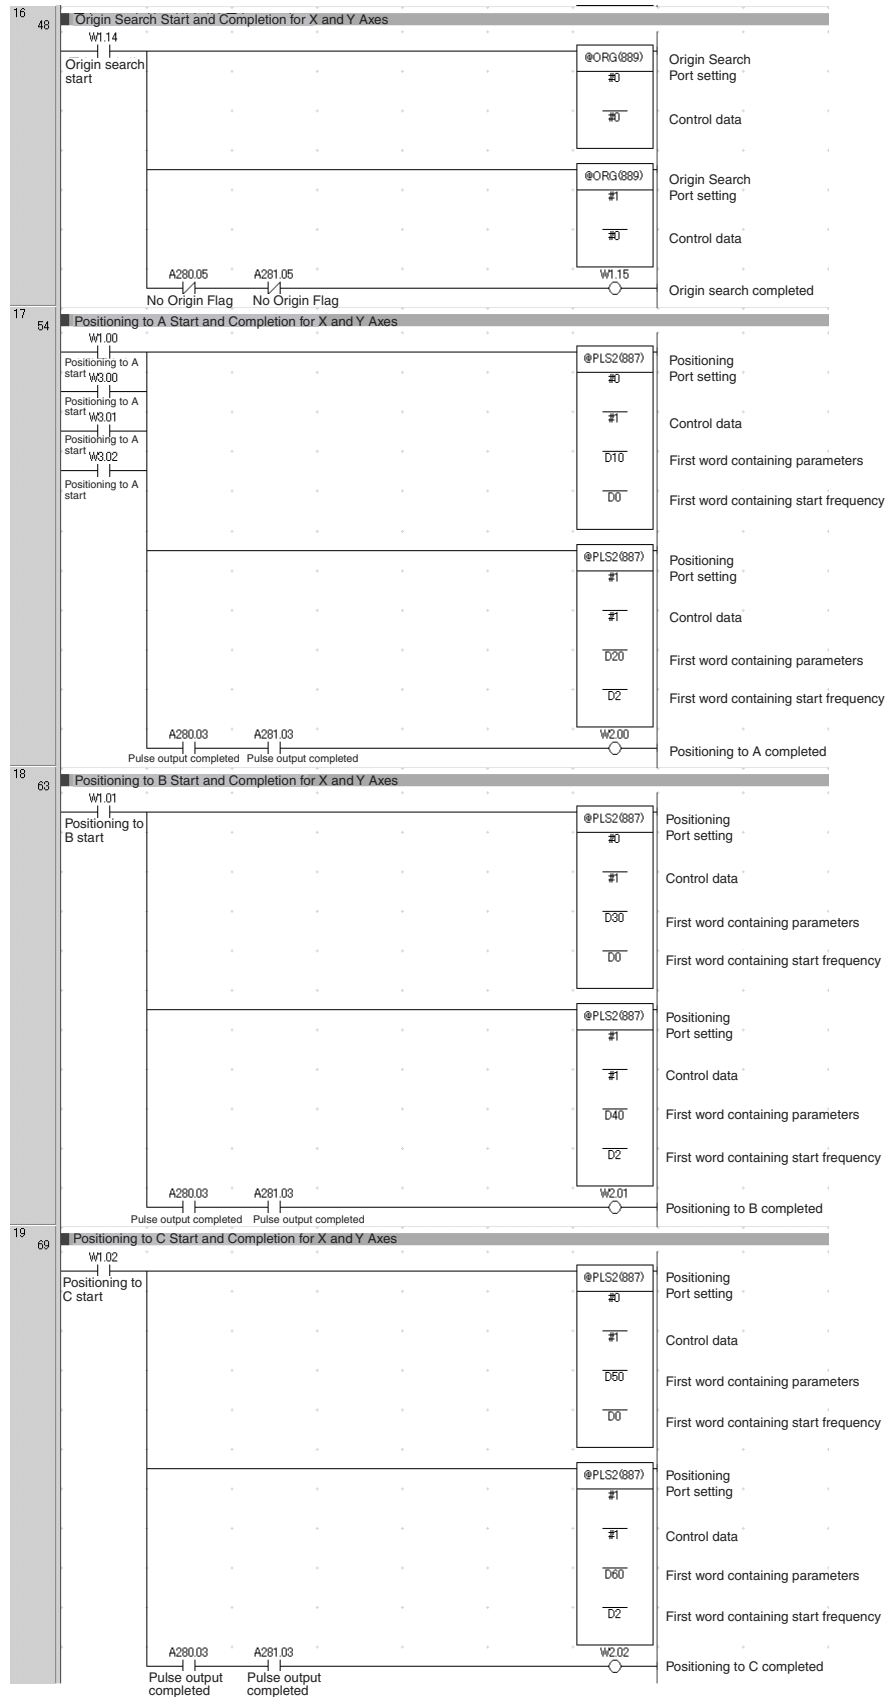 16
48
Origin Search Start and Completion for X and Y Axes
W1.14
Origin search
start
@ORG(889)
Origin Search
#0
Port setting
#0
Control data
@ORG(889)
Origin Search
#1
Port setting
#0
Control data
A280.05 A281.05 W1.15
No Origin Flag No Origin Flag
Origin search completed
17
54
Positioning to A Start and Completion for X and Y Axes
W1.00
Positioning to A
start
W3.00
Positioning to A
start
W3.01
Positioning to A
start
W3.02
Positioning to A
start
@PLS2(887)
Positioning
#0
Port setting
#1
Control data
D10
First word containing parameters
D0
First word containing start frequency
@PLS2(887)
Positioning
#1
Port setting
#1
Control data
D20
First word containing parameters
D2
First word containing start frequency
A280.03 A281.03 W2.00
Pulse output completed Pulse output completed
Positioning to A completed
18
63
Positioning to B Start and Completion for X and Y Axes
W1.01
Positioning to
B start
@PLS2(887)
Positioning
#0
Port setting
#1
Control data
D30
First word containing parameters
D0
First word containing start frequency
@PLS2(887)
Positioning
#1
Port setting
#1
Control data
D40
First word containing parameters
D2
First word containing start frequency
A280.03 A281.03 W2.01
Pulse output completed Pulse output completed
Positioning to B completed
19
69
Positioning to C Start and Completion for X and Y Axes
W1.02
Positioning to
C start
@PLS2(887)
Positioning
#0
Port setting
#1
Control data
D50
First word containing parameters
D0
First word containing start frequency
@PLS2(887)
Positioning
#1
Port setting
#1
Control data
D60
First word containing parameters
D2
First word containing start frequency
A280.03 A281.03 W2.02
Pulse output
completed
Pulse output
completed
Positioning to C completed